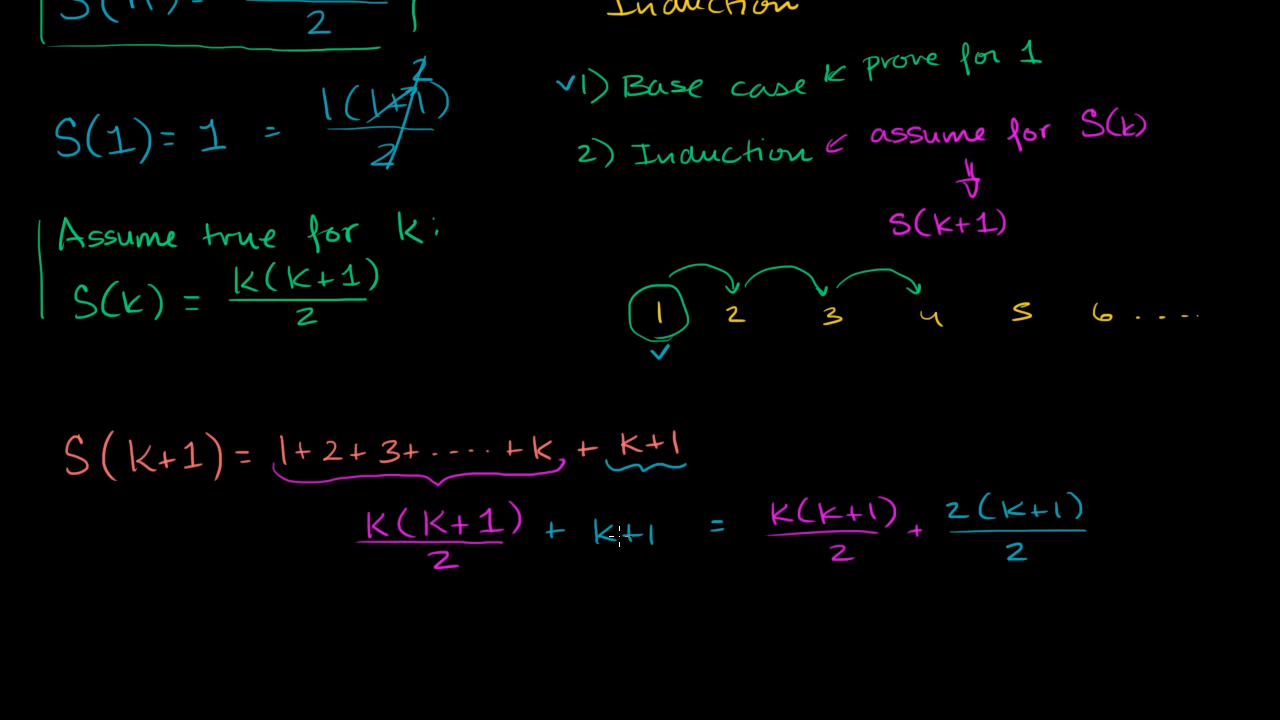 S(n) = 2
Induction
S(1) = 1 = 1(1+1) / 2 2
✓1) Base case ← prove for 1
2) Induction ← assume for S(k)
⇓
S(k+1)
Assume true for k:
S(k) = k(k+1) / 2
1 2 3 4 5 6 ....
✓
S(k+1) = 1+2+3+.....+k + k+1
k(k+1) / 2 + k+1 = k(k+1) / 2 + 2(k+1) / 2